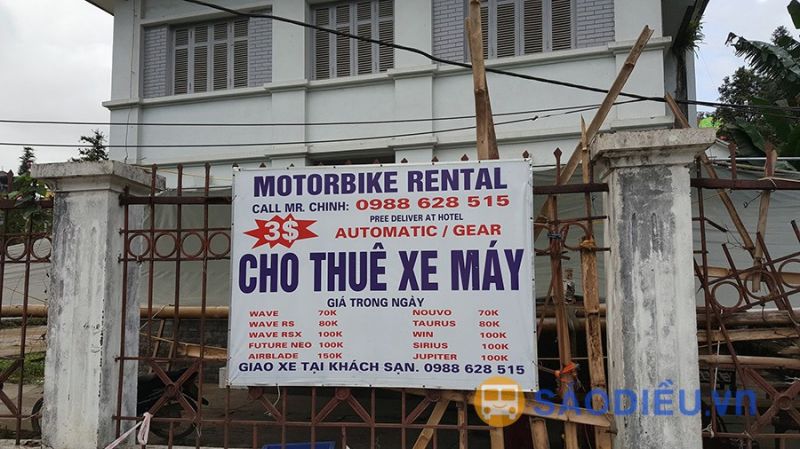 MOTORBIKE RENTAL
CALL MR. CHINH: 0988 628 515
PREE DELIVER AT HOTEL
3$
AUTOMATIC / GEAR
CHO THUÊ XE MÁY
GIÁ TRONG NGÀY
WAVE 70K NOUVO 70K
WAVE RS 80K TAURUS 80K
WAVE RSX 100K WIN 100K
FUTURE NEO 100K SIRIUS 100K
AIRBLADE 150K JUPITER 100K
GIAO XE TẠI KHÁCH SẠN. 0988 628 515
SAODIỀU.vn